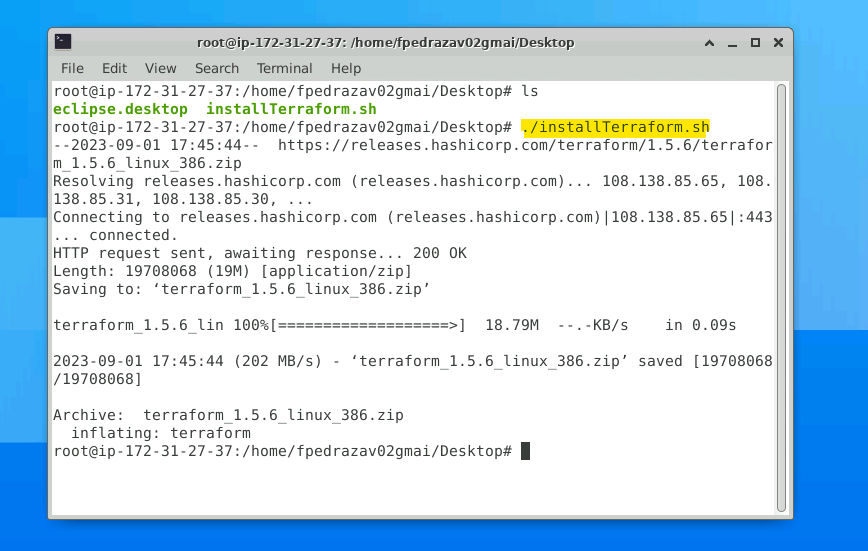 root@ip-172-31-27-37: /home/fpedrazav02gmai/Desktop
File Edit View Search Terminal Help
root@ip-172-31-27-37:/home/fpedrazav02gmai/Desktop# ls
eclipse.desktop  installTerraform.sh
root@ip-172-31-27-37:/home/fpedrazav02gmai/Desktop# ./installTerraform.sh
--2023-09-01 17:45:44--  https://releases.hashicorp.com/terraform/1.5.6/terrafor
m_1.5.6_linux_386.zip
Resolving releases.hashicorp.com (releases.hashicorp.com)... 108.138.85.65, 108.
138.85.31, 108.138.85.30, ...
Connecting to releases.hashicorp.com (releases.hashicorp.com)|108.138.85.65|:443
... connected.
HTTP request sent, awaiting response... 200 OK
Length: 19708068 (19M) [application/zip]
Saving to: ‘terraform_1.5.6_linux_386.zip’
terraform_1.5.6_lin 100%[===================>]  18.79M  --.-KB/s    in 0.09s
2023-09-01 17:45:44 (202 MB/s) - ‘terraform_1.5.6_linux_386.zip’ saved [19708068
/19708068]
Archive:  terraform_1.5.6_linux_386.zip
  inflating: terraform
root@ip-172-31-27-37:/home/fpedrazav02gmai/Desktop#